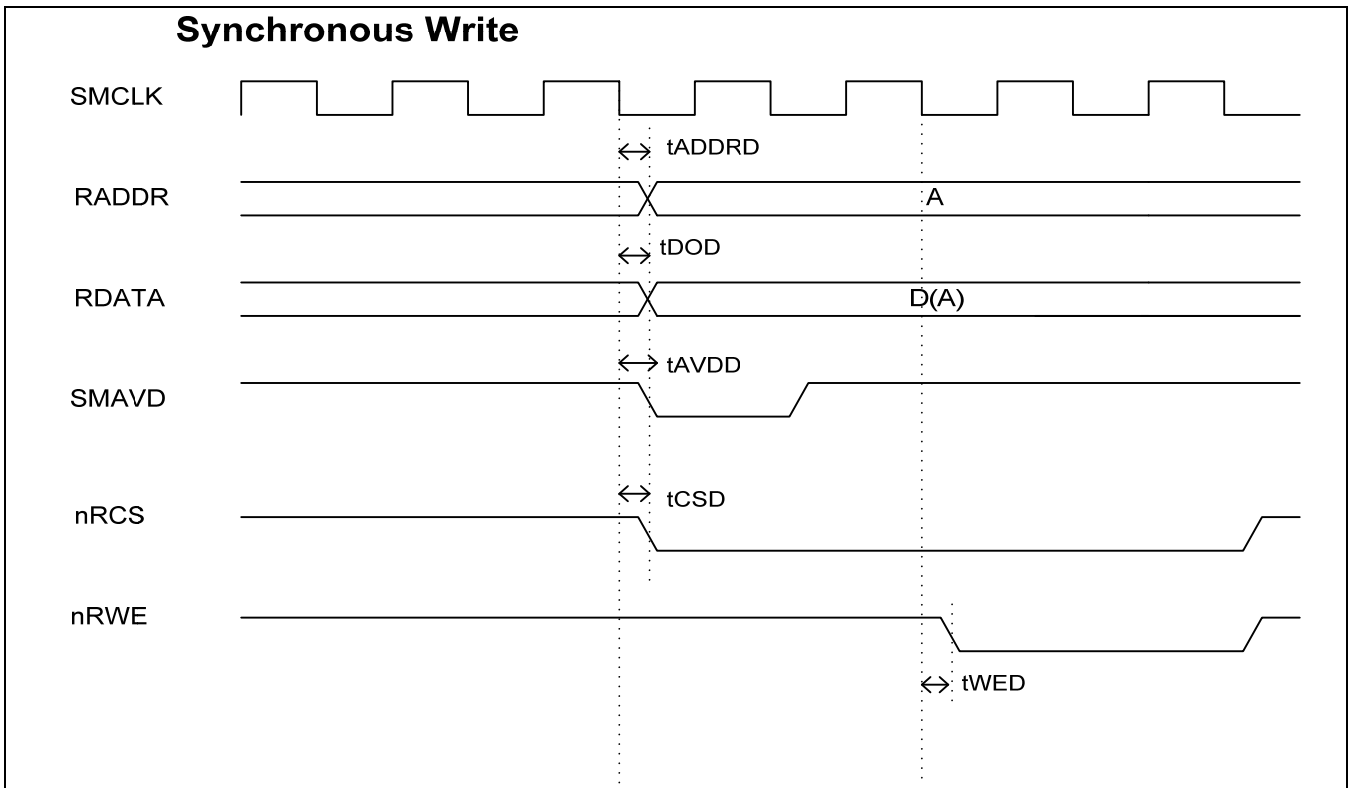 Synchronous Write
SMCLK
tADDRD
RADDR
A
tDOD
RDATA
D(A)
tAVDD
SMAVD
tCSD
nRCS
nRWE
tWED